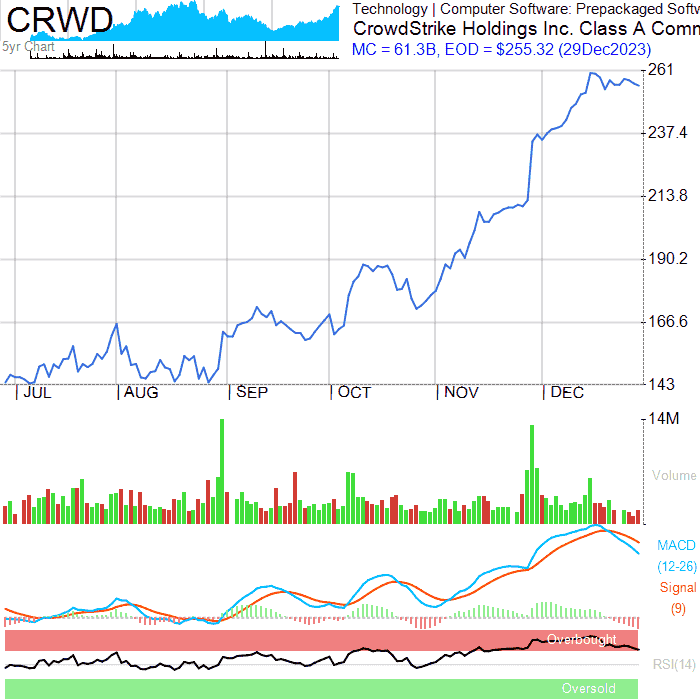 CRWD
5yr Chart
Technology | Computer Software: Prepackaged Softw
CrowdStrike Holdings Inc. Class A Comm
MC = 61.3B, EOD = $255.32 (29Dec2023)
261
237.4
213.8
190.2
166.6
143
JUL AUG SEP OCT NOV DEC
14M
Volume
MACD
(12-26)
Signal
(9)
Overbought
RSI(14)
Oversold